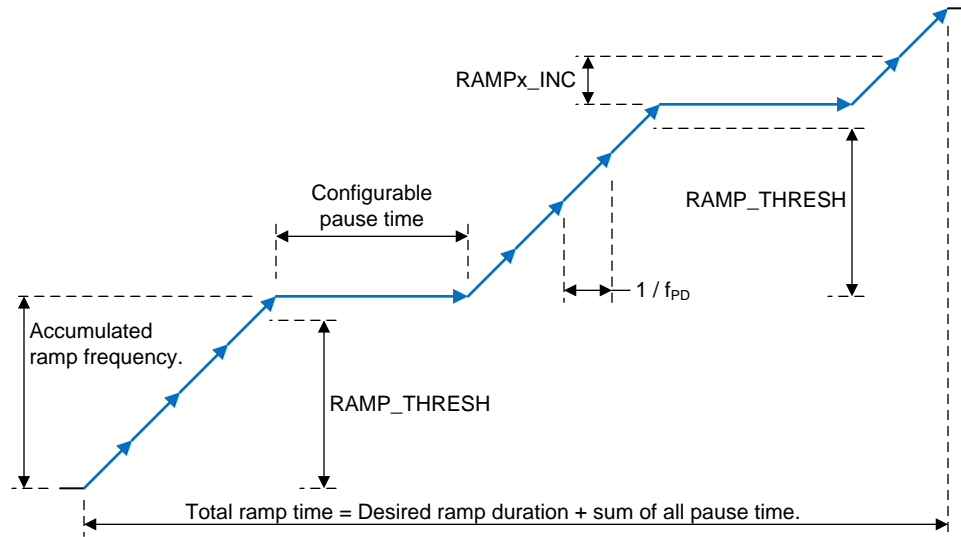 RAMPx_INC
Configurable
pause time
RAMP_THRESH
1 / fPD
Accumulated
ramp frequency.
RAMP_THRESH
Total ramp time = Desired ramp duration + sum of all pause time.